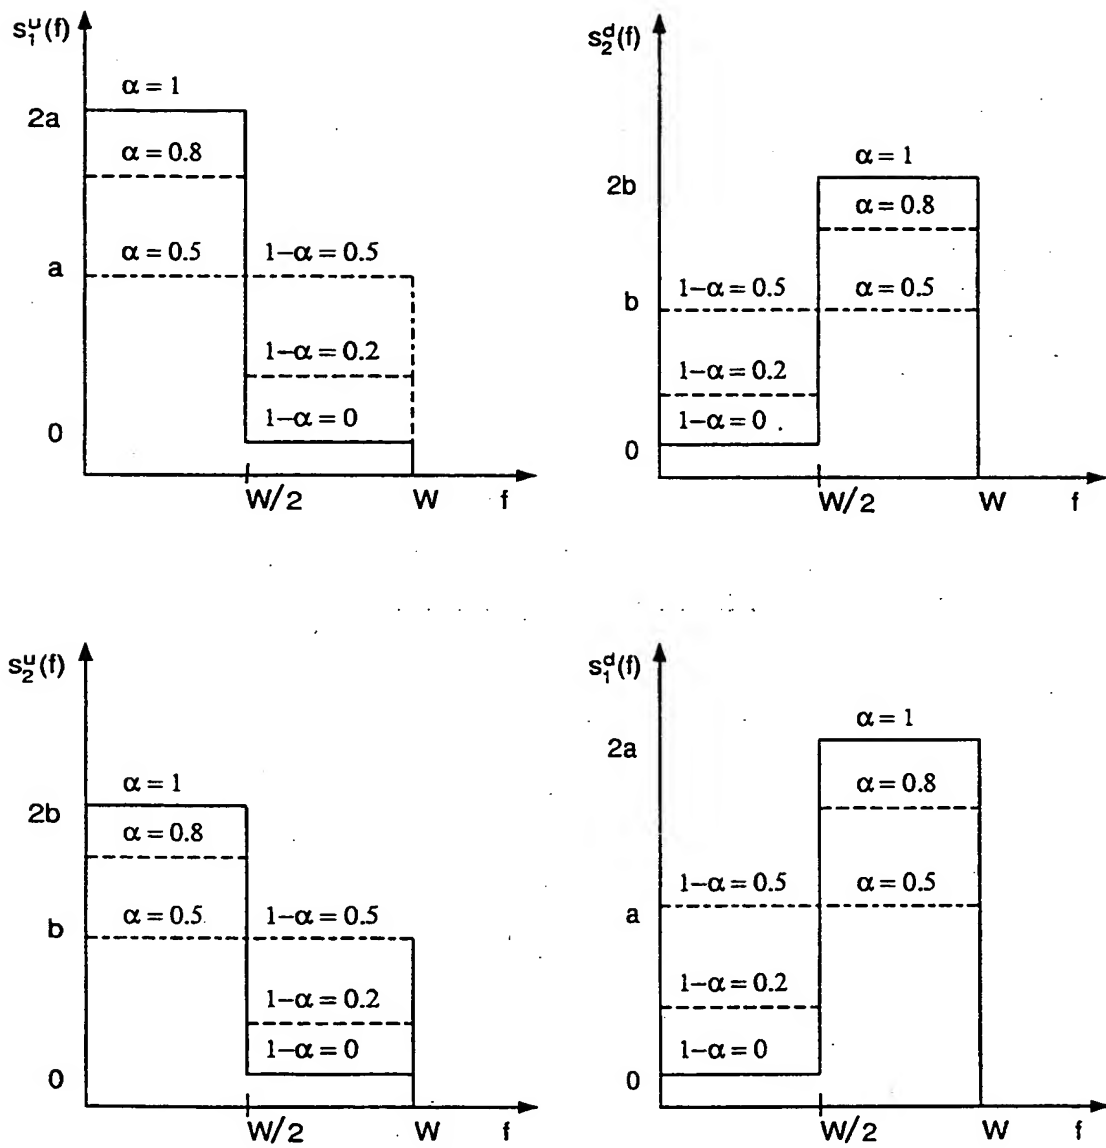 s₁ᵘ(f)
α = 1
2a
α = 0.8
α = 0.5
1−α = 0.5
a
1−α = 0.2
1−α = 0
0
W/2
W
f
s₂ᵈ(f)
α = 1
2b
α = 0.8
1−α = 0.5
α = 0.5
b
1−α = 0.2
1−α = 0
0
W/2
W
f
s₂ᵘ(f)
α = 1
2b
α = 0.8
α = 0.5
1−α = 0.5
b
1−α = 0.2
1−α = 0
0
W/2
W
f
s₁ᵈ(f)
α = 1
2a
α = 0.8
1−α = 0.5
α = 0.5
a
1−α = 0.2
1−α = 0
0
W/2
W
f